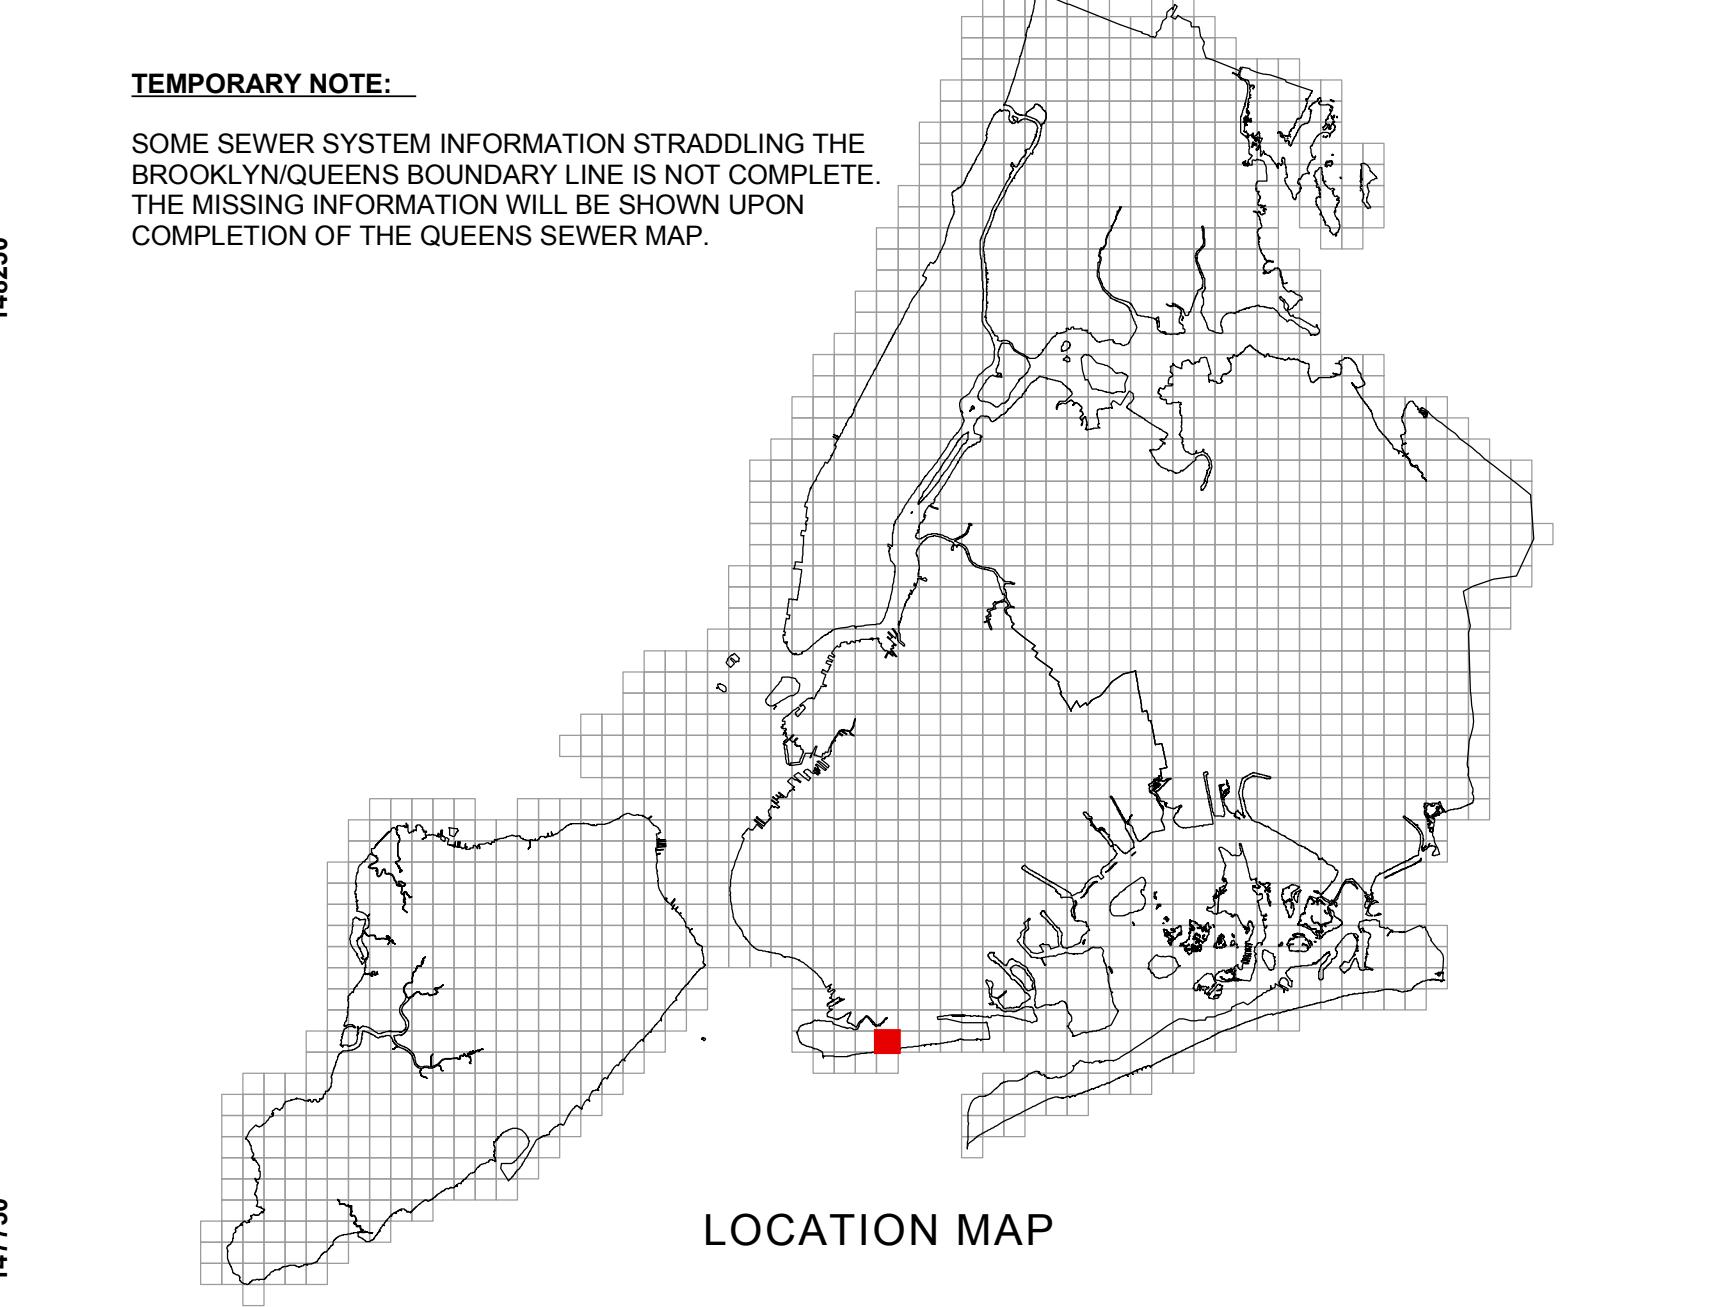 TEMPORARY NOTE:
SOME SEWER SYSTEM INFORMATION STRADDLING THE
BROOKLYN/QUEENS BOUNDARY LINE IS NOT COMPLETE.
THE MISSING INFORMATION WILL BE SHOWN UPON
COMPLETION OF THE QUEENS SEWER MAP.
LOCATION MAP